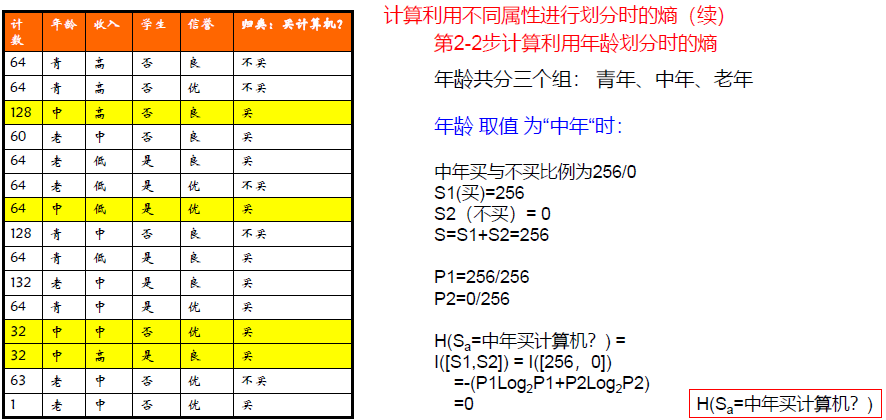 计数 年龄 收入 学生 信誉 归类：买计算机？
64 青 高 否 良 不买
64 青 高 否 优 不买
128 中 高 否 良 买
60 老 中 否 良 买
64 老 低 是 良 买
64 老 低 是 优 不买
64 中 低 是 优 买
128 青 中 否 良 不买
64 青 低 是 良 买
132 老 中 是 良 买
64 青 中 是 优 买
32 中 中 否 优 买
32 中 高 是 良 买
63 老 中 否 优 不买
1 老 中 否 优 买
计算利用不同属性进行划分时的熵（续）
第2-2步计算利用年龄划分时的熵
年龄共分三个组： 青年、中年、老年
年龄 取值 为“中年“时：
中年买与不买比例为256/0
S1(买)=256
S2（不买）= 0
S=S1+S2=256
P1=256/256
P2=0/256
H(Sa=中年买计算机？) =
I([S1,S2]) = I([256，0])
=-(P1Log2P1+P2Log2P2)
=0
H(Sa=中年买计算机？)